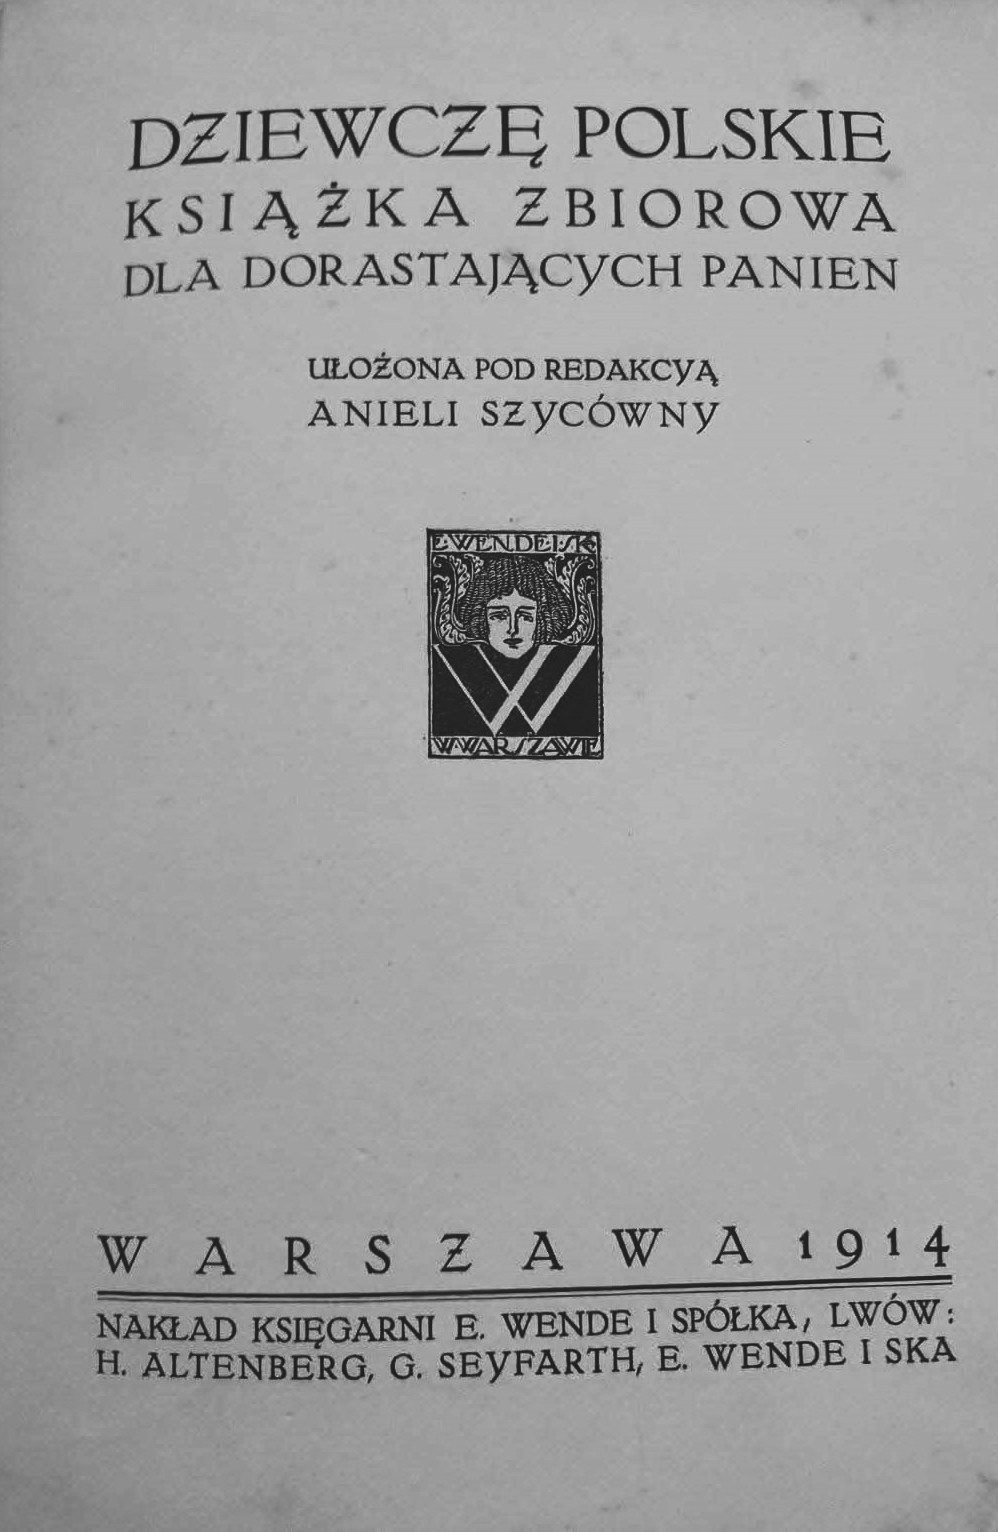 DZIEWCZĘ POLSKIE
KSIĄŻKA ZBIOROWA
DLA DORASTAJĄCYCH PANIEN
UŁOŻONA POD REDAKCYĄ
ANIELI SZYCÓWNY
E·WENDE·I·SKA
W
W·WARSZAWIE
WARSZAWA 1914
NAKŁAD KSIĘGARNI E. WENDE I SPÓŁKA, LWÓW:
H. ALTENBERG, G. SEYFARTH, E. WENDE I SKA